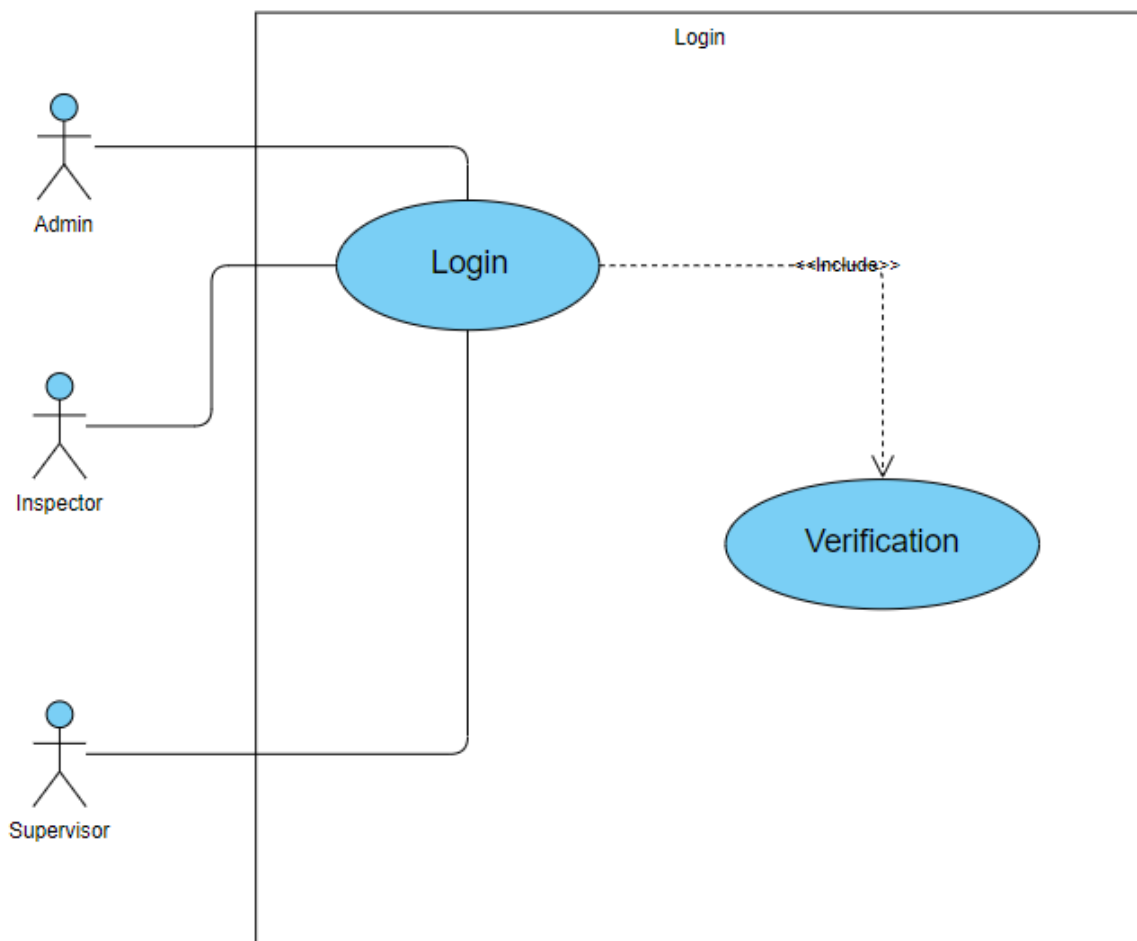 Login
Admin
Login
<<Include>>
Inspector
Verification
Supervisor